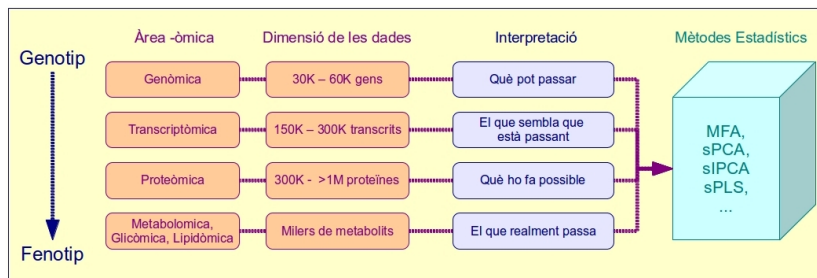 Àrea -òmica
Dimensió de les dades
Interpretació
Mètodes Estadístics
Genotip
Genòmica
30K – 60K gens
Què pot passar
Transcriptòmica
150K – 300K transcrits
El que sembla que
està passant
Proteòmica
300K - >1M proteïnes
Què ho fa possible
Metabolomica,
Glicòmica, Lipidòmica
Milers de metabolits
El que realment passa
Fenotip
MFA,
sPCA,
sIPCA
sPLS,
...